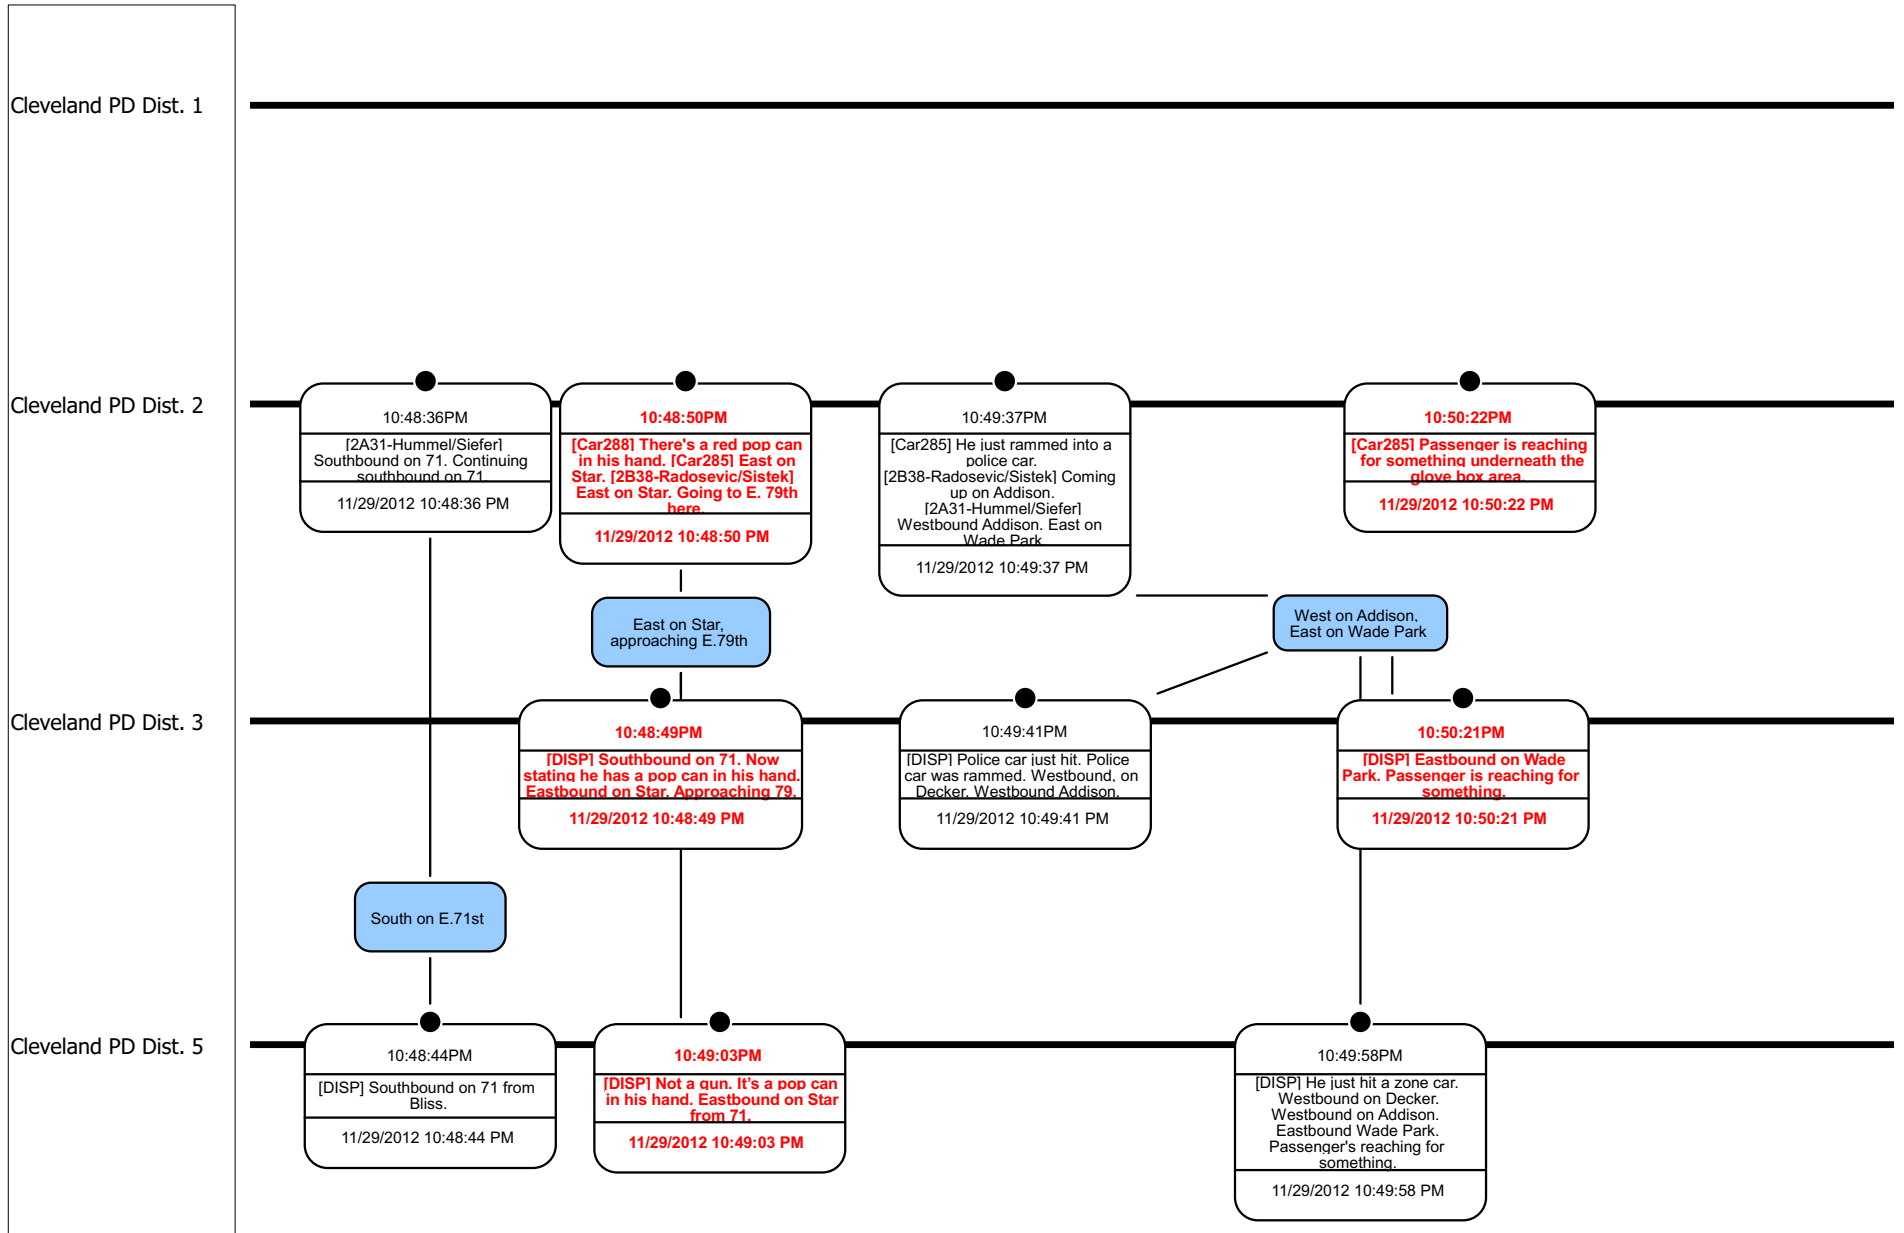 Cleveland PD Dist. 1
Cleveland PD Dist. 2
10:48:36PM
[2A31-Hummel/Siefer]
Southbound on 71. Continuing
southbound on 71.
11/29/2012 10:48:36 PM
10:48:50PM
[Car288] There's a red pop can
in his hand. [Car285] East on
Star. [2B38-Radosevic/Sistek]
East on Star. Going to E. 79th
here.
11/29/2012 10:48:50 PM
10:49:37PM
[Car285] He just rammed into a
police car.
[2B38-Radosevic/Sistek] Coming
up on Addison.
[2A31-Hummel/Siefer]
Westbound Addison. East on
Wade Park
11/29/2012 10:49:37 PM
10:50:22PM
[Car285] Passenger is reaching
for something underneath the
glove box area.
11/29/2012 10:50:22 PM
East on Star,
approaching E.79th
West on Addison,
East on Wade Park
Cleveland PD Dist. 3
10:48:49PM
[DISP] Southbound on 71. Now
stating he has a pop can in his hand.
Eastbound on Star. Approaching 79.
11/29/2012 10:48:49 PM
10:49:41PM
[DISP] Police car just hit. Police
car was rammed. Westbound, on
Decker. Westbound Addison.
11/29/2012 10:49:41 PM
10:50:21PM
[DISP] Eastbound on Wade
Park. Passenger is reaching for
something.
11/29/2012 10:50:21 PM
South on E.71st
Cleveland PD Dist. 5
10:48:44PM
[DISP] Southbound on 71 from
Bliss.
11/29/2012 10:48:44 PM
10:49:03PM
[DISP] Not a gun. It's a pop can
in his hand. Eastbound on Star
from 71.
11/29/2012 10:49:03 PM
10:49:58PM
[DISP] He just hit a zone car.
Westbound on Decker.
Westbound on Addison.
Eastbound Wade Park.
Passenger's reaching for
something.
11/29/2012 10:49:58 PM